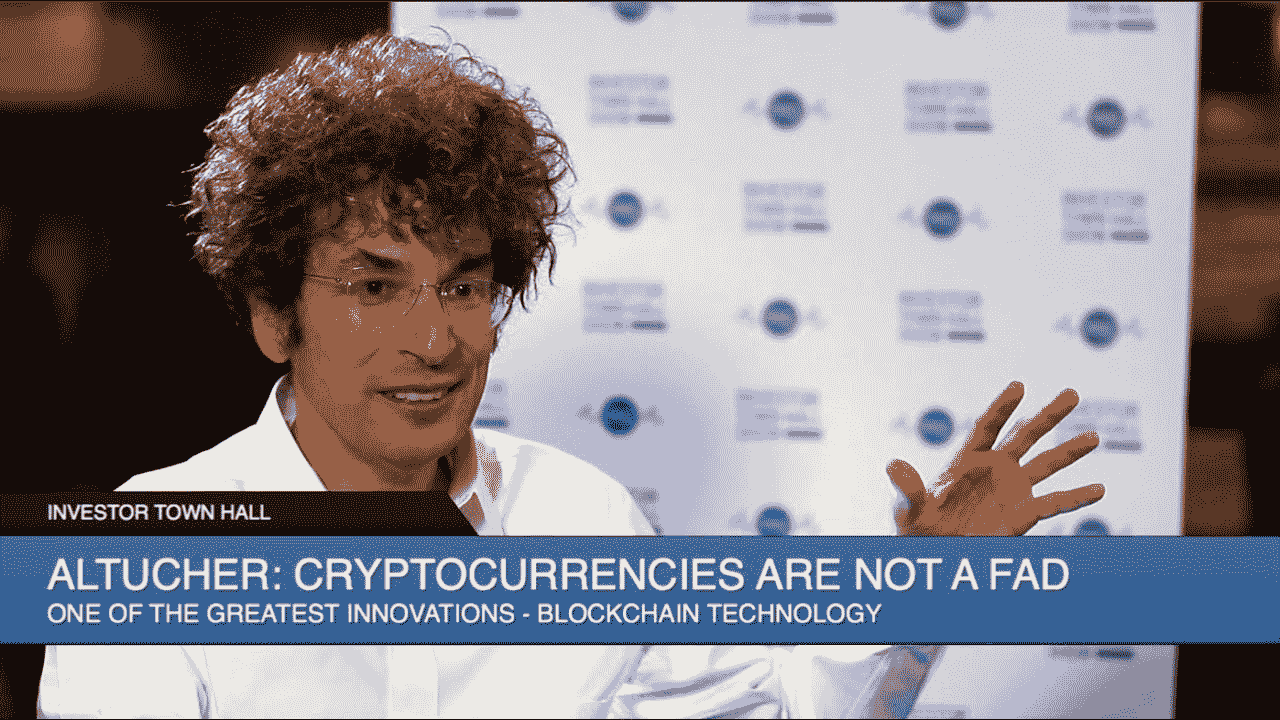 INVESTOR TOWN HALL
ALTUCHER: CRYPTOCURRENCIES ARE NOT A FAD
ONE OF THE GREATEST INNOVATIONS - BLOCKCHAIN TECHNOLOGY